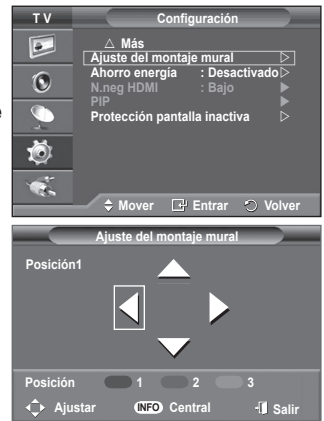 T V Configuración
△ Más
Ajuste del montaje mural
Ahorro energía : Desactivado
N.neg HDMI : Bajo
PIP
Protección pantalla inactiva
Mover Entrar Volver
Ajuste del montaje mural
Posición1
Posición 1 2 3
Ajustar INFO Central Salir